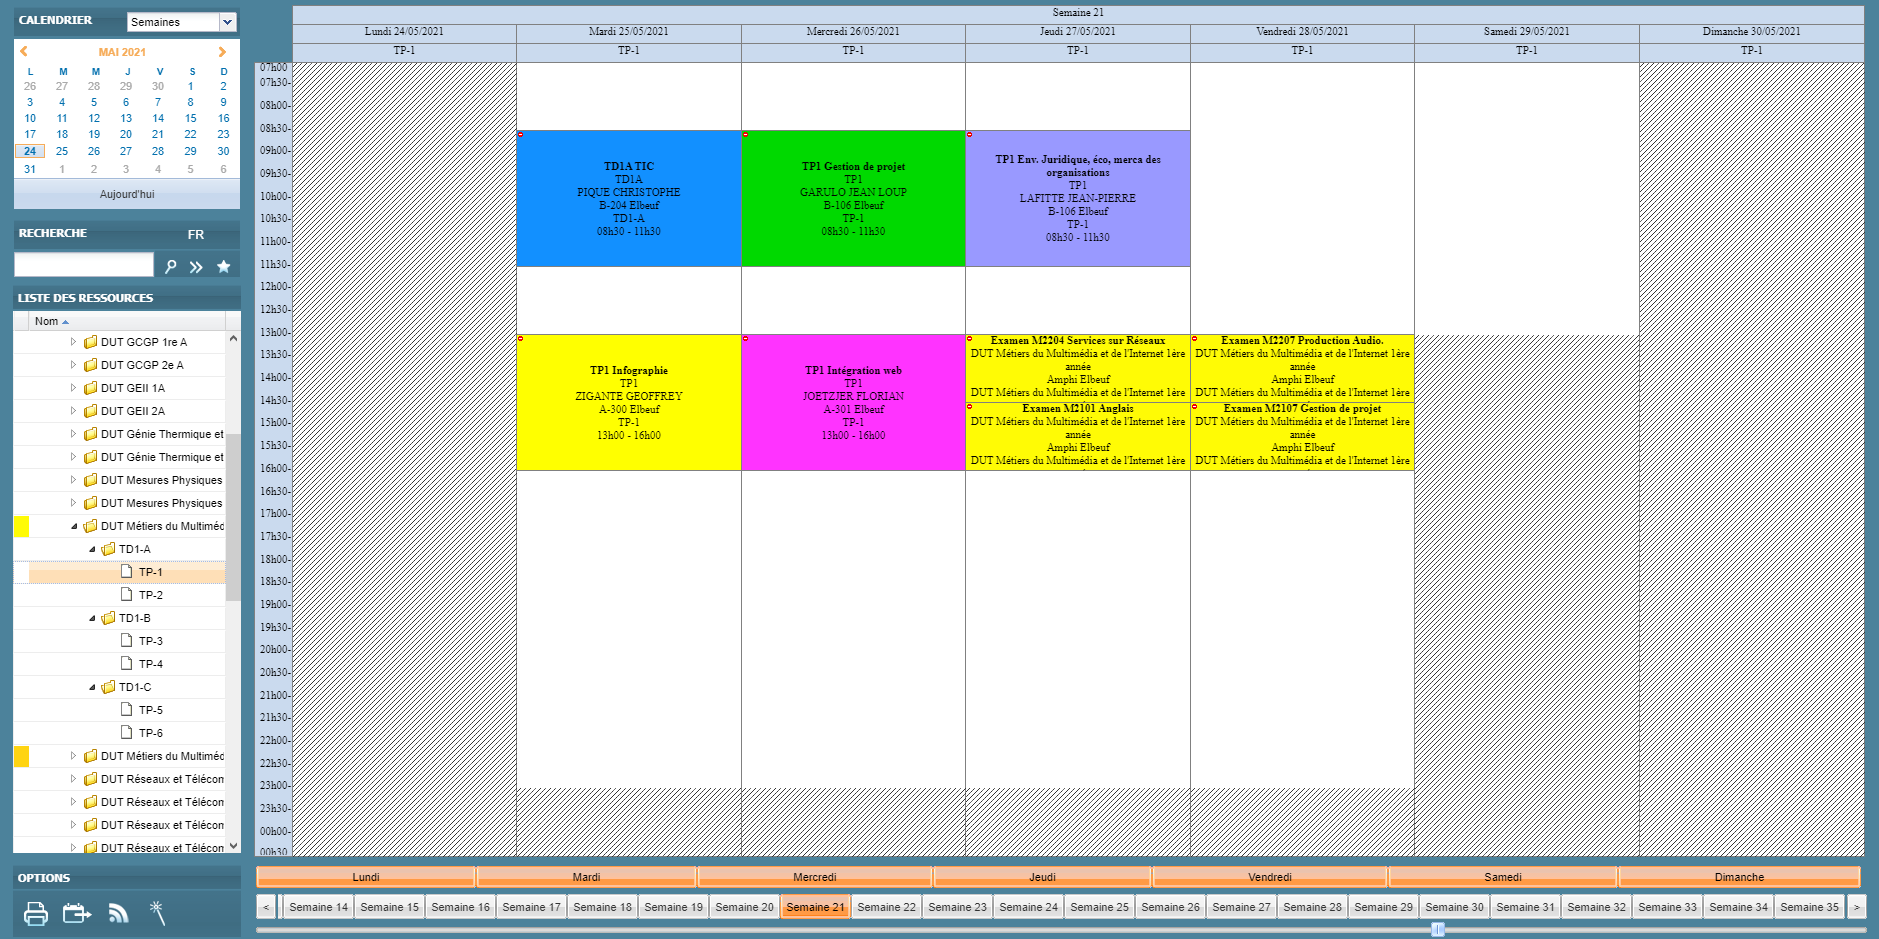 CALENDRIER
Semaines
MAI 2021
L M M J V S D
26 27 28 29 30 1 2
3 4 5 6 7 8 9
10 11 12 13 14 15 16
17 18 19 20 21 22 23
24 25 26 27 28 29 30
31 1 2 3 4 5 6
Aujourd'hui
RECHERCHE FR
LISTE DES RESSOURCES
Nom
DUT GCGP 1re A
DUT GCGP 2e A
DUT GEII 1A
DUT GEII 2A
DUT Génie Thermique et
DUT Génie Thermique et
DUT Mesures Physiques
DUT Mesures Physiques
DUT Métiers du Multiméd
TD1-A
TP-1
TP-2
TD1-B
TP-3
TP-4
TD1-C
TP-5
TP-6
DUT Métiers du Multiméd
DUT Réseaux et Télécom
DUT Réseaux et Télécom
DUT Réseaux et Télécom
DUT Réseaux et Télécom
OPTIONS
Semaine 21
Lundi 24/05/2021 Mardi 25/05/2021 Mercredi 26/05/2021 Jeudi 27/05/2021 Vendredi 28/05/2021 Samedi 29/05/2021 Dimanche 30/05/2021
TP-1 TP-1 TP-1 TP-1 TP-1 TP-1 TP-1
07h00
07h30-
08h00-
08h30-
09h00-
09h30-
10h00-
10h30-
11h00-
11h30-
12h00-
12h30-
13h00-
13h30-
14h00-
14h30-
15h00-
15h30-
16h00-
16h30-
17h00-
17h30-
18h00-
18h30-
19h00-
19h30-
20h00-
20h30-
21h00-
21h30-
22h00-
22h30-
23h00-
23h30-
00h00-
00h30
TD1A TIC
TD1A
PIQUE CHRISTOPHE
B-204 Elbeuf
TD1-A
08h30 - 11h30
TP1 Gestion de projet
TP1
GARULO JEAN LOUP
B-106 Elbeuf
TP-1
08h30 - 11h30
TP1 Env. Juridique, éco, merca des
organisations
TP1
LAFITTE JEAN-PIERRE
B-106 Elbeuf
TP-1
08h30 - 11h30
TP1 Infographie
TP1
ZIGANTE GEOFFREY
A-300 Elbeuf
TP-1
13h00 - 16h00
TP1 Intégration web
TP1
JOETZJER FLORIAN
A-301 Elbeuf
TP-1
13h00 - 16h00
Examen M2204 Services sur Réseaux
DUT Métiers du Multimédia et de l'Internet 1ère
année
Amphi Elbeuf
DUT Métiers du Multimédia et de l'Internet 1ère
Examen M2101 Anglais
DUT Métiers du Multimédia et de l'Internet 1ère
année
Amphi Elbeuf
DUT Métiers du Multimédia et de l'Internet 1ère
Examen M2207 Production Audio.
DUT Métiers du Multimédia et de l'Internet 1ère
année
Amphi Elbeuf
DUT Métiers du Multimédia et de l'Internet 1ère
Examen M2107 Gestion de projet
DUT Métiers du Multimédia et de l'Internet 1ère
année
Amphi Elbeuf
DUT Métiers du Multimédia et de l'Internet 1ère
Lundi Mardi Mercredi Jeudi Vendredi Samedi Dimanche
< Semaine 14 Semaine 15 Semaine 16 Semaine 17 Semaine 18 Semaine 19 Semaine 20 Semaine 21 Semaine 22 Semaine 23 Semaine 24 Semaine 25 Semaine 26 Semaine 27 Semaine 28 Semaine 29 Semaine 30 Semaine 31 Semaine 32 Semaine 33 Semaine 34 Semaine 35 >